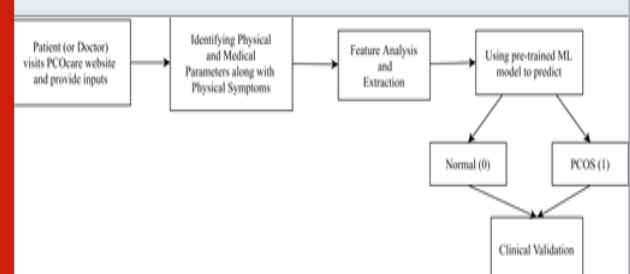 Patient (or Doctor)
visits PCOcare website
and provide inputs
Identifying Physical
and Medical
Parameters along with
Physical Symptoms
Feature Analysis
and
Extraction
Using pre-trained ML
model to predict
Normal (0)
PCOS (1)
Clinical Validation